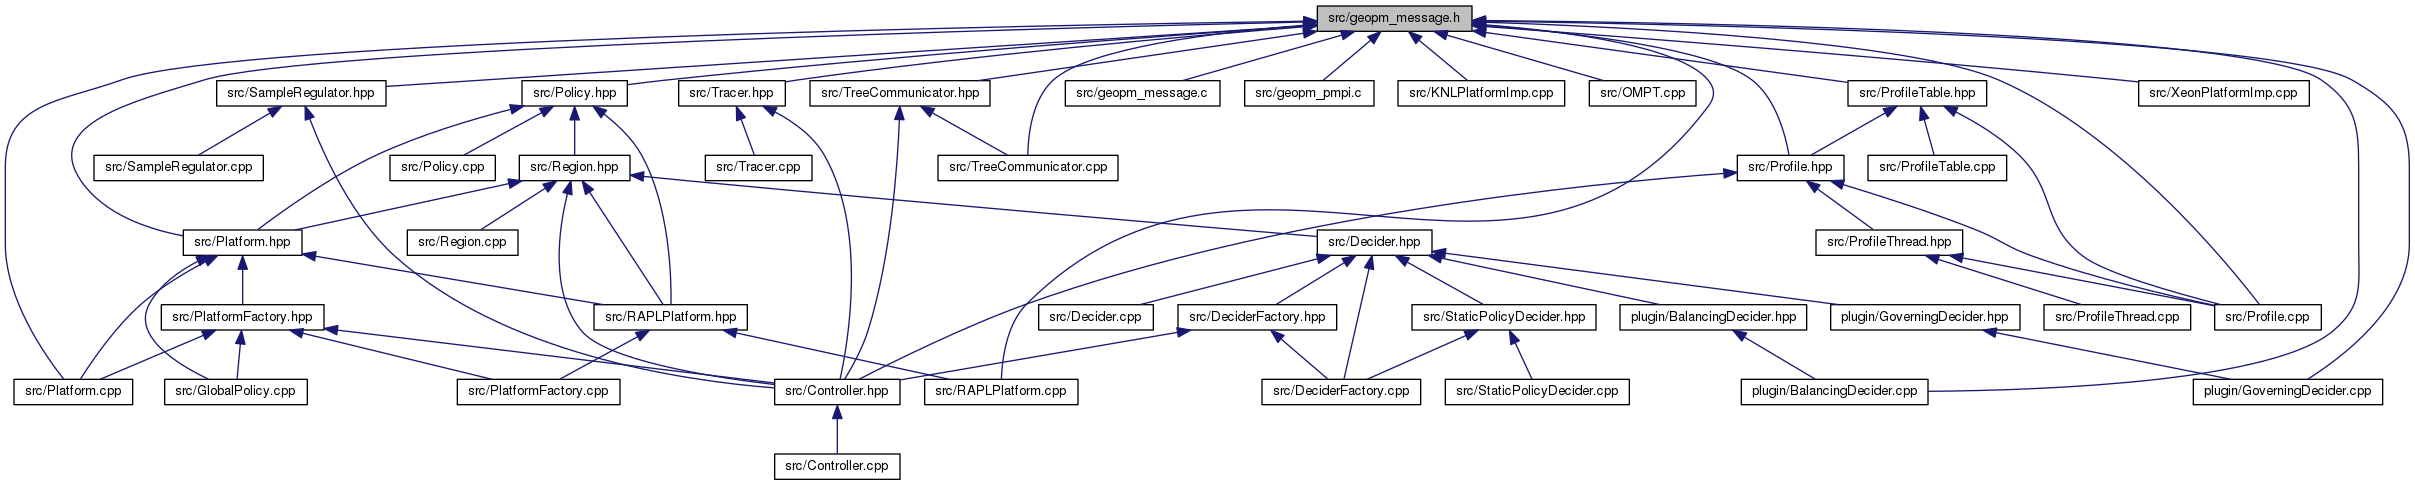 src/geopm_message.h
src/SampleRegulator.hpp
src/Policy.hpp
src/Tracer.hpp
src/TreeCommunicator.hpp
src/geopm_message.c
src/geopm_pmpi.c
src/KNLPlatformImp.cpp
src/OMPT.cpp
src/ProfileTable.hpp
src/XeonPlatformImp.cpp
src/SampleRegulator.cpp
src/Policy.cpp
src/Region.hpp
src/Tracer.cpp
src/TreeCommunicator.cpp
src/Profile.hpp
src/ProfileTable.cpp
src/Platform.hpp
src/Region.cpp
src/Decider.hpp
src/ProfileThread.hpp
src/PlatformFactory.hpp
src/RAPLPlatform.hpp
src/Decider.cpp
src/DeciderFactory.hpp
src/StaticPolicyDecider.hpp
plugin/BalancingDecider.hpp
plugin/GoverningDecider.hpp
src/ProfileThread.cpp
src/Profile.cpp
src/Platform.cpp
src/GlobalPolicy.cpp
src/PlatformFactory.cpp
src/Controller.hpp
src/RAPLPlatform.cpp
src/DeciderFactory.cpp
src/StaticPolicyDecider.cpp
plugin/BalancingDecider.cpp
plugin/GoverningDecider.cpp
src/Controller.cpp